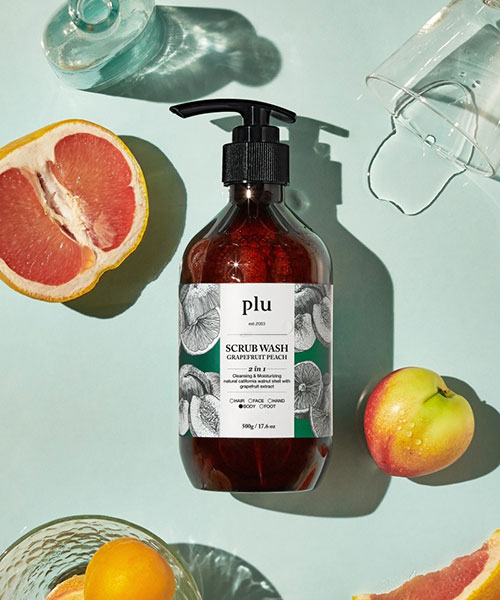 plu
est.2003
SCRUB WASH
GRAPEFRUIT PEACH
2 in 1
Cleansing & Moisturizing
natural california walnut shell with
grapefruit extract
○HAIR ○FACE ○HAND
●BODY ○FOOT
500g / 17.6 oz